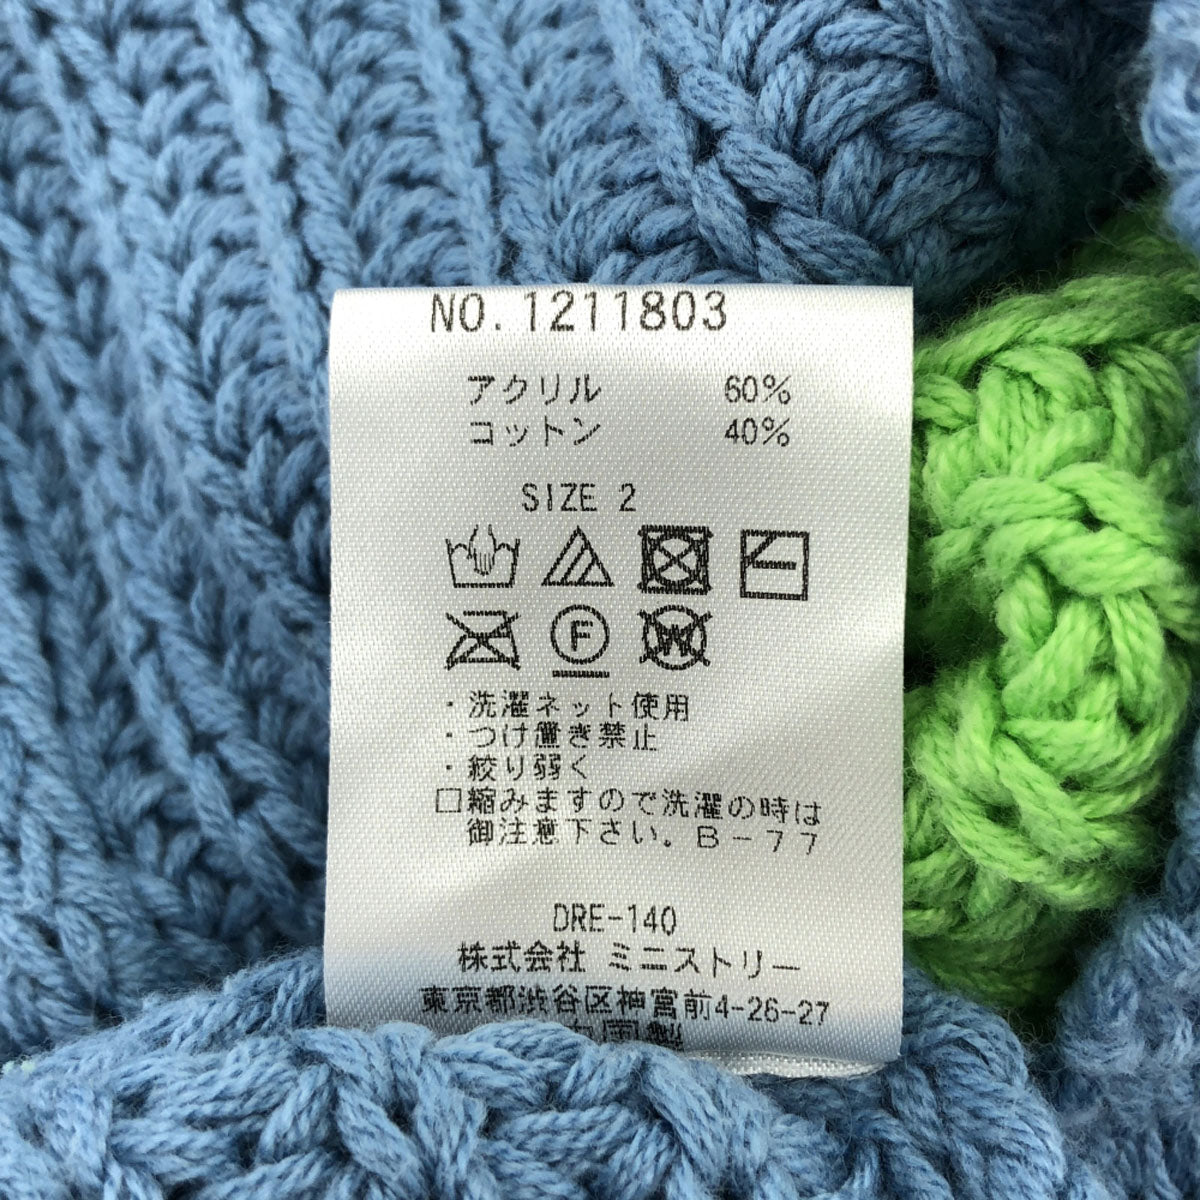 NO. 1211803
アクリル 60%
コットン 40%
SIZE 2
F W
・洗濯ネット使用
・つけ置き禁止
・絞り弱く
□縮みますので洗濯の時は
御注意下さい。B-77
DRE-140
株式会社 ミニストリー
東京都渋谷区神宮前4-26-27
中国製